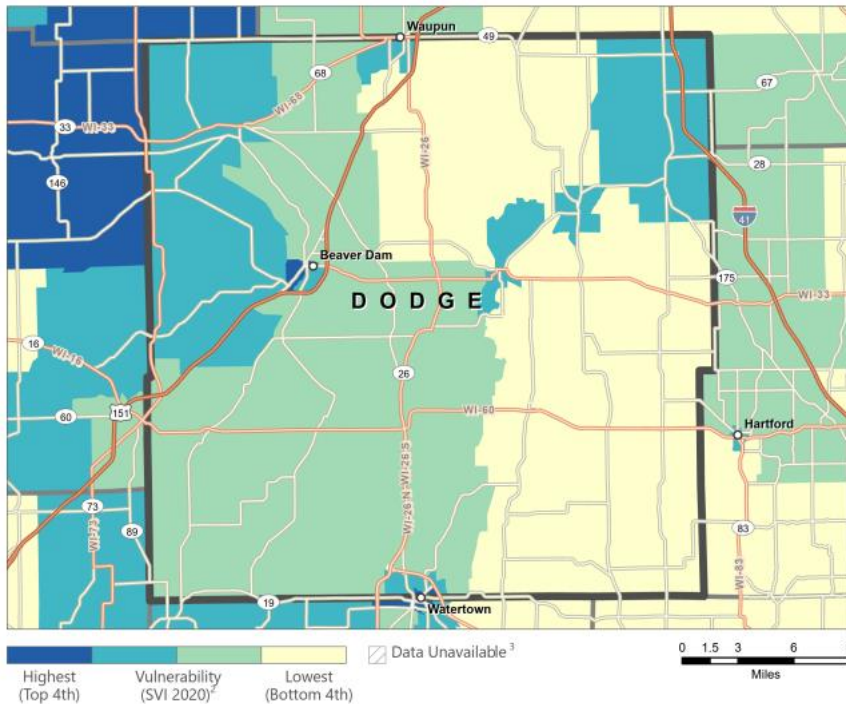 Waupun
49
68
67
WI-68
33
WI-33
WI-26
28
146
41
Beaver Dam
175
DODGE
WI-33
16
WI-16
26
60
151
WI-60
Hartford
WI-26 S
WI-26 N
73
WI-73
89
83
WI-83
19
Watertown
Highest
(Top 4th)
Vulnerability
(SVI 2020)2
Lowest
(Bottom 4th)
Data Unavailable 3
0 1.5 3 6
Miles